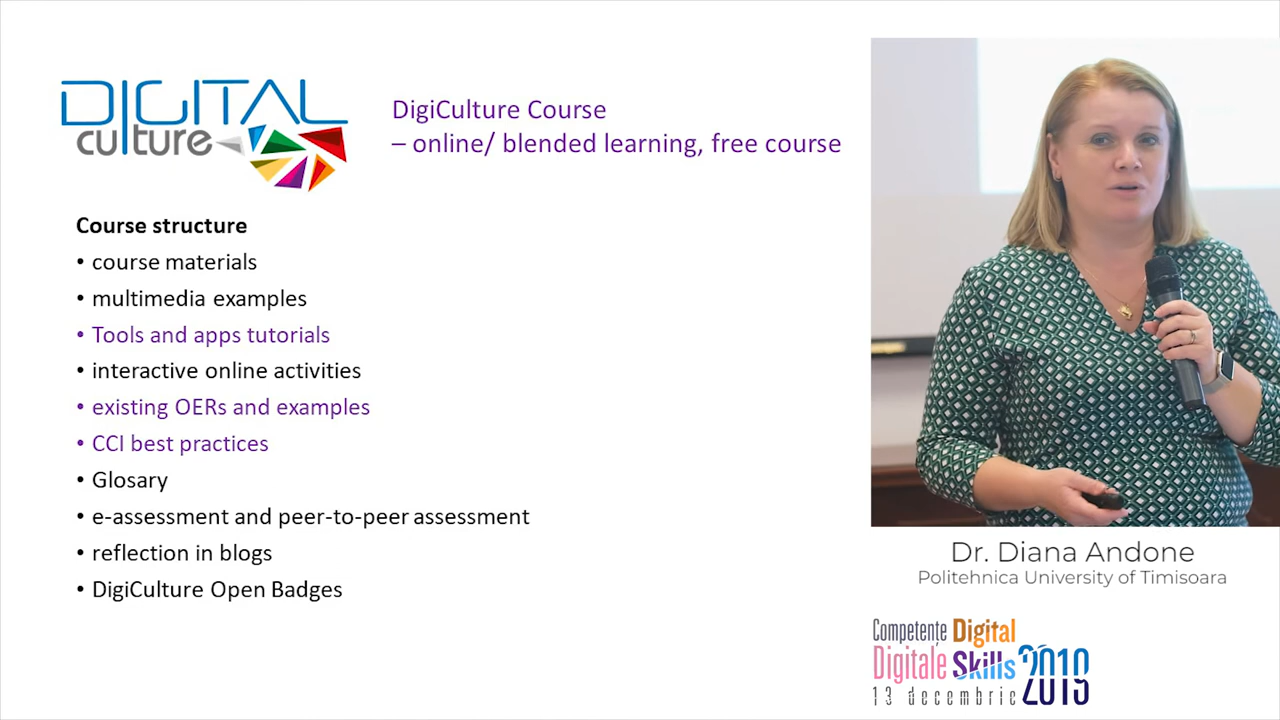 DIGITAL
culture
DigiCulture Course
– online/ blended learning, free course
Course structure
• course materials
• multimedia examples
• Tools and apps tutorials
• interactive online activities
• existing OERs and examples
• CCI best practices
• Glosary
• e-assessment and peer-to-peer assessment
• reflection in blogs
• DigiCulture Open Badges
Dr. Diana Andone
Politehnica University of Timisoara
Competențe Digital
Digitale Skills 2019
13 decembrie